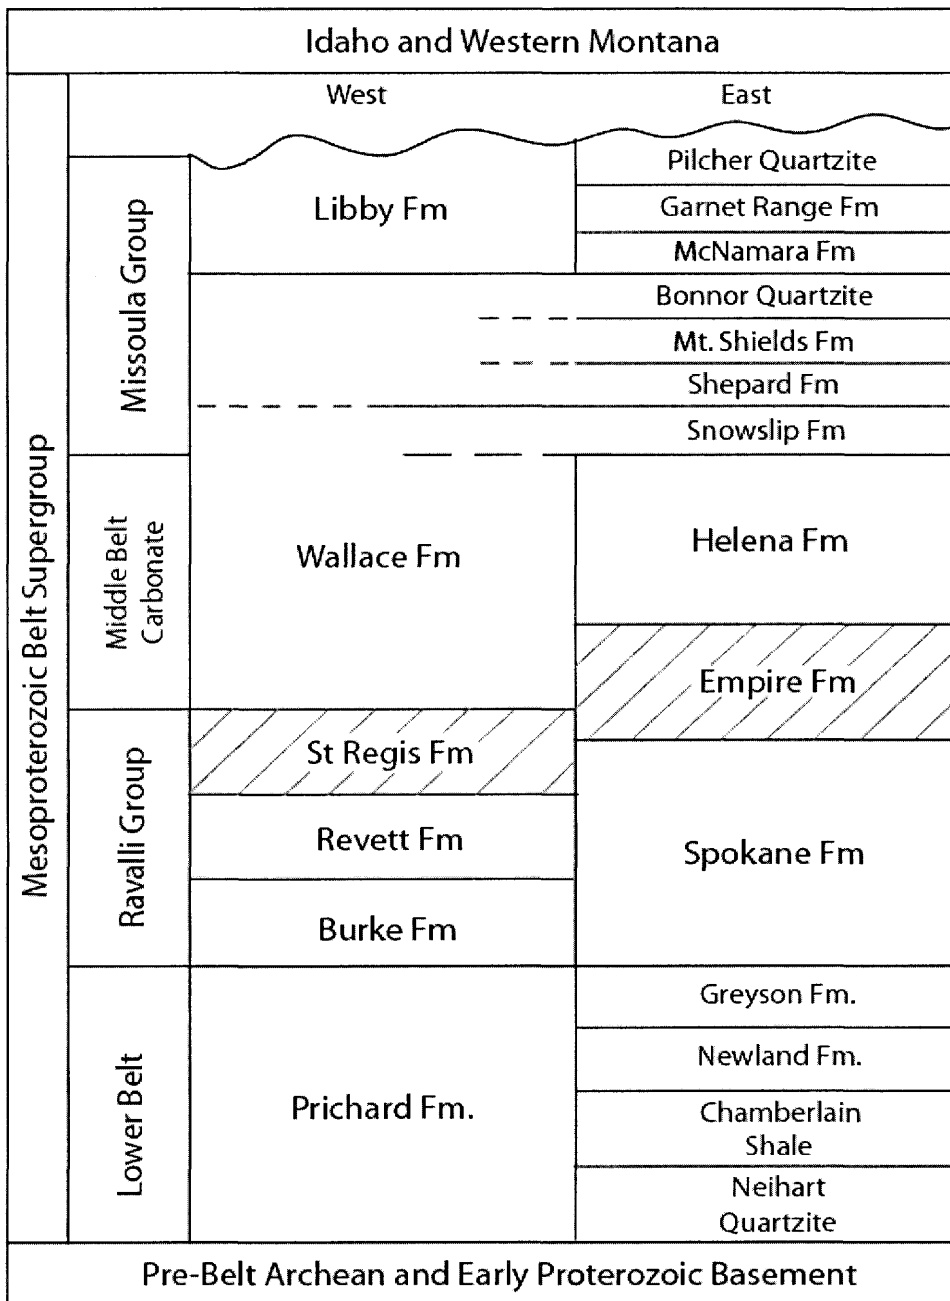 Idaho and Western Montana
West
East
Mesoproterozoic Belt Supergroup
Missoula Group
Libby Fm
Pilcher Quartzite
Garnet Range Fm
McNamara Fm
Bonnor Quartzite
Mt. Shields Fm
Shepard Fm
Snowslip Fm
Middle Belt
Carbonate
Wallace Fm
Helena Fm
Empire Fm
Ravalli Group
St Regis Fm
Revett Fm
Burke Fm
Spokane Fm
Lower Belt
Prichard Fm.
Greyson Fm.
Newland Fm.
Chamberlain
Shale
Neihart
Quartzite
Pre-Belt Archean and Early Proterozoic Basement